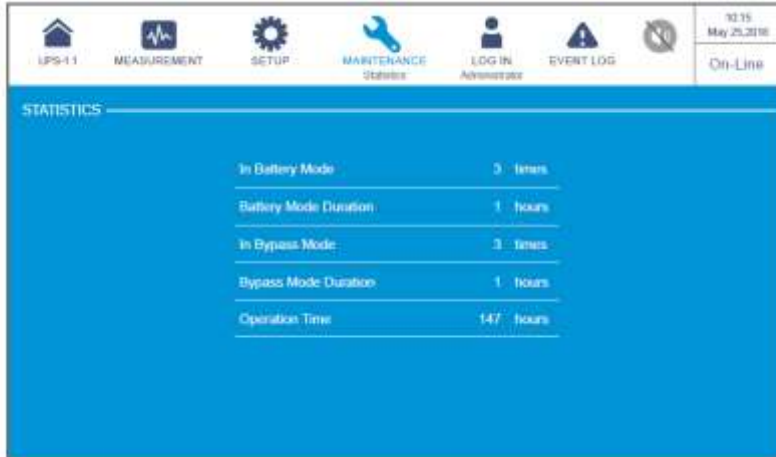 10:15
May 25,2016
UPS-1 1
MEASUREMENT
SETUP
MAINTENANCE
LOG IN
EVENT LOG
On-Line
Statistics
Administrator
STATISTICS
In Battery Mode 3 times
Battery Mode Duration 1 hours
In Bypass Mode 3 times
Bypass Mode Duration 1 hours
Operation Time 147 hours